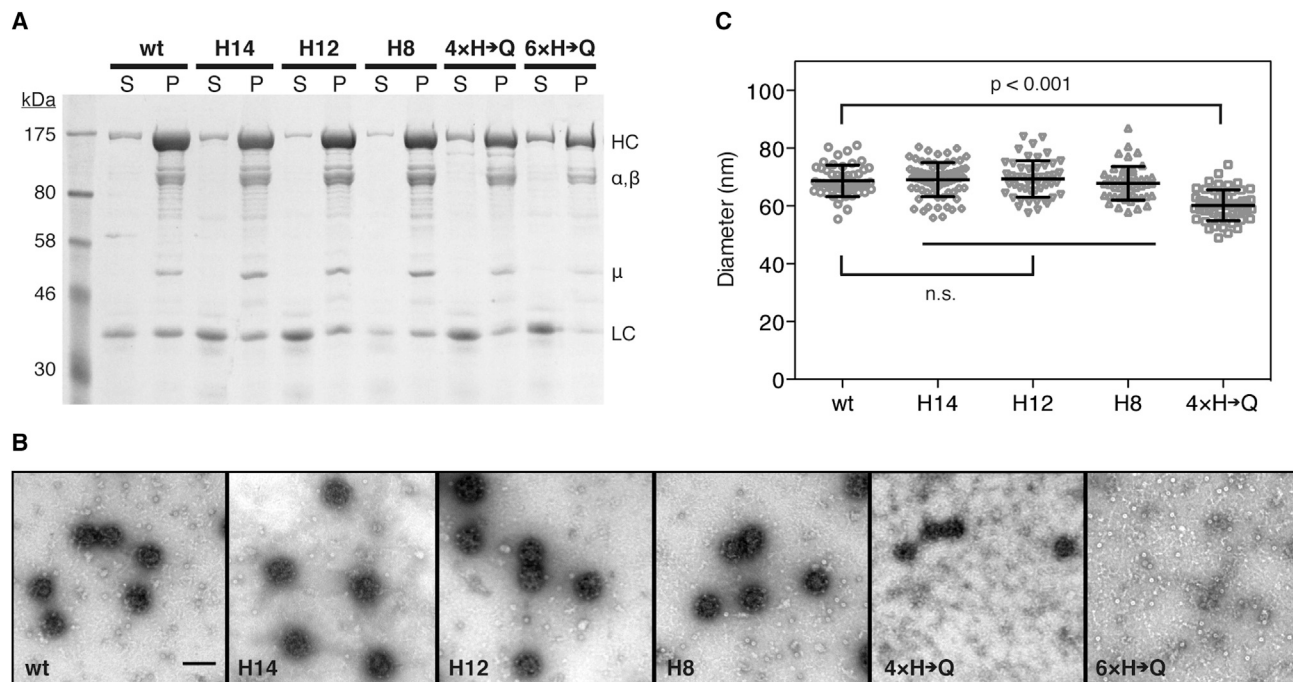 A
wt H14 H12 H8 4×H→Q 6×H→Q
S P S P S P S P S P S P
kDa
175
80
58
46
30
HC
α,β
μ
LC
C
Diameter (nm)
100
80
60
40
20
0
p < 0.001
n.s.
wt H14 H12 H8 4×H→Q
B
wt H14 H12 H8 4×H→Q 6×H→Q